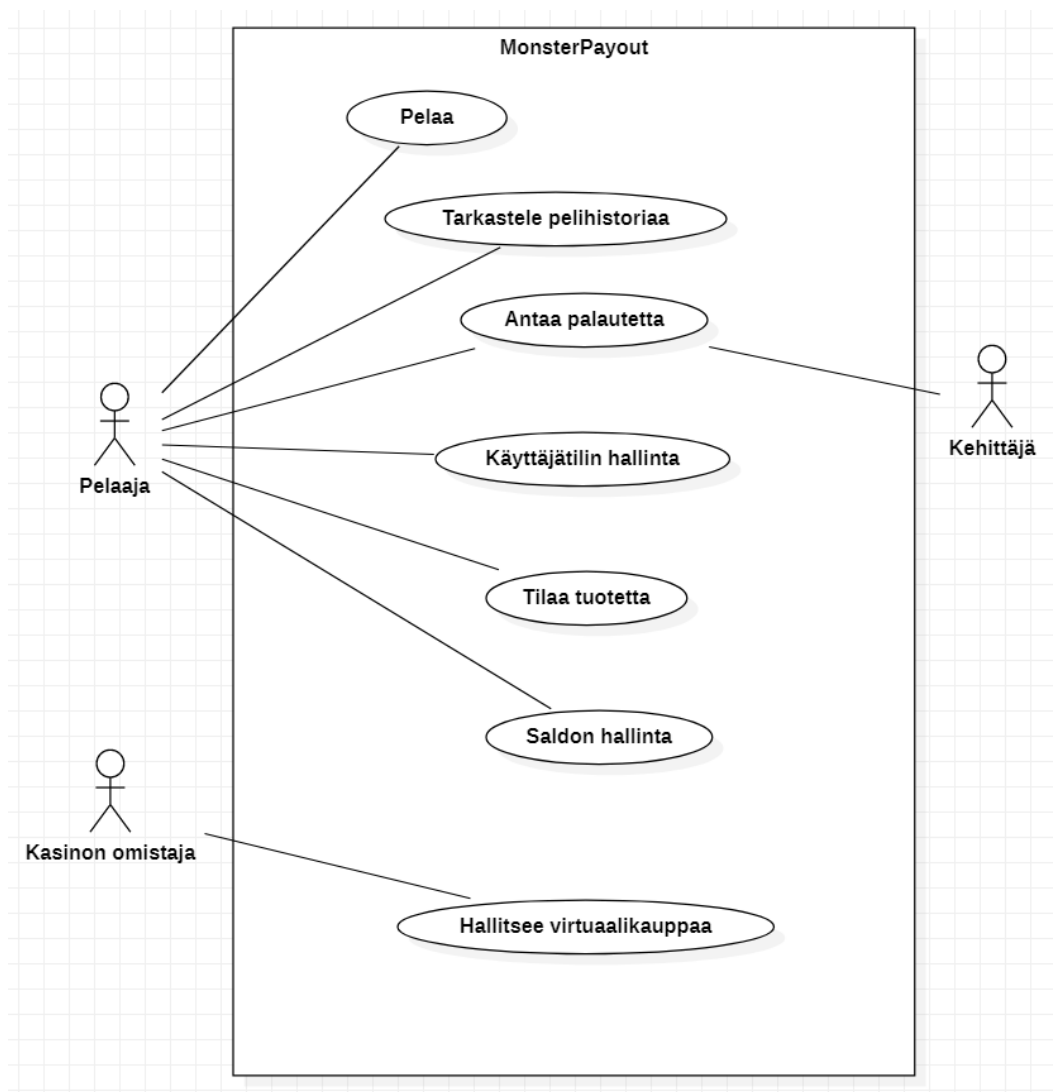 MonsterPayout
Pelaa
Tarkastele pelihistoriaa
Antaa palautetta
Kehittäjä
Käyttäjätilin hallinta
Pelaaja
Tilaa tuotetta
Saldon hallinta
Kasinon omistaja
Hallitsee virtuaalikauppaa